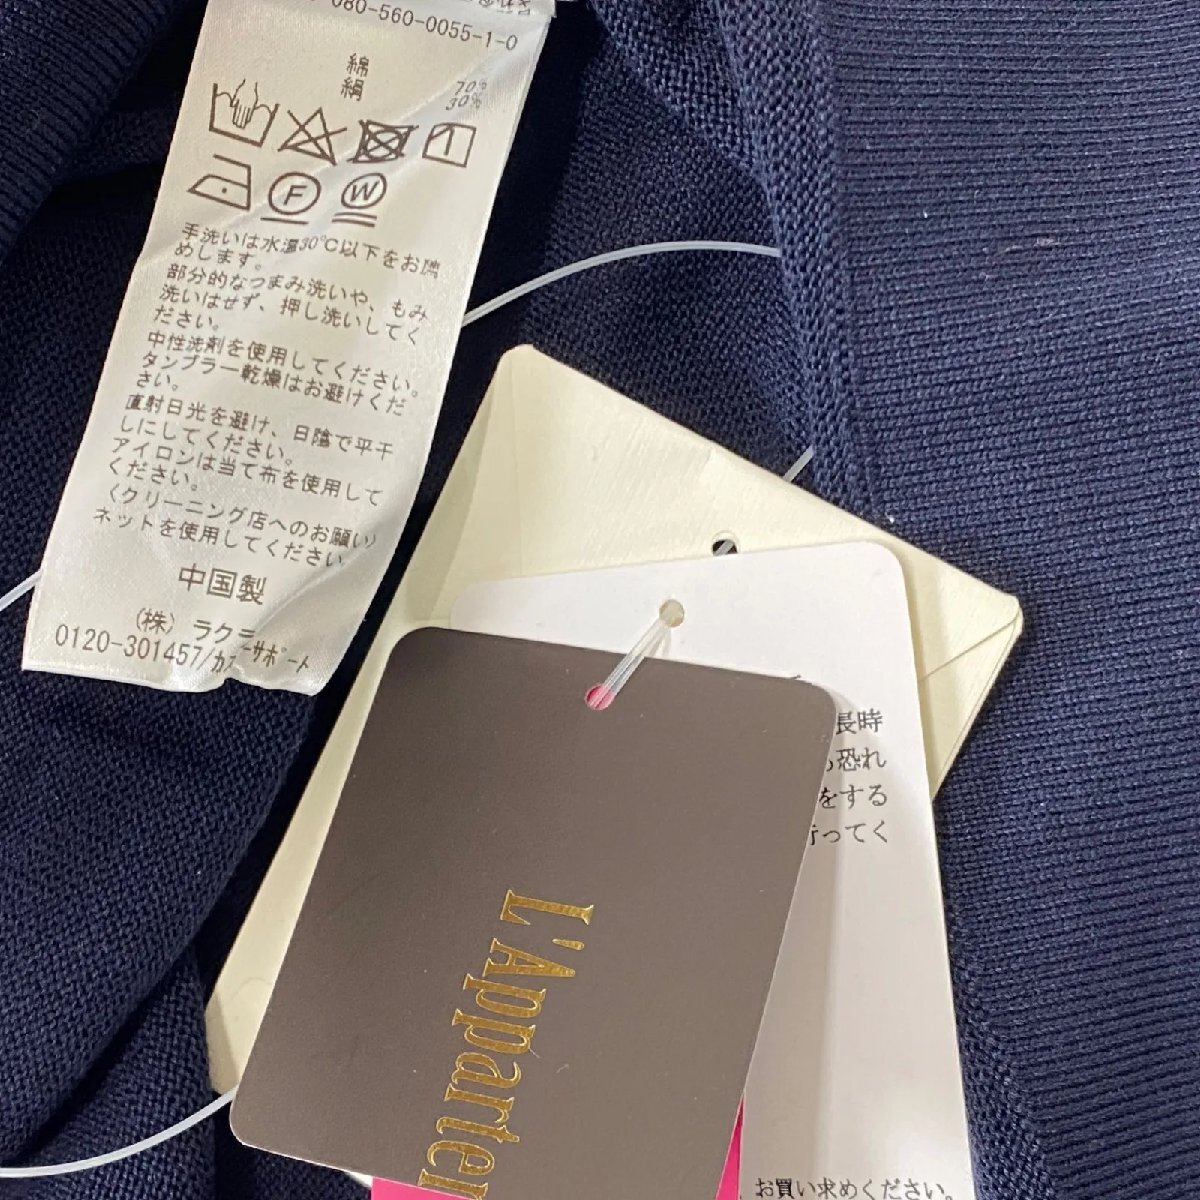 080-560-0055-1-0
綿 70%
絹 30%
F
W
手洗いは水温30℃以下をお隗
めします。
部分的なつまみ洗いや、もみ
洗いはせず、押し洗いしてく
ださい。
中性洗剤を使用してください。
タンブラー乾燥はお避けくだ
さい。
直射日光を避け、日陰で平干
しにしてください。
アイロンは当て布を使用して
ください。
〈クリーニング店へのお願い〉
ネットを使用してください
中国製
(株) ラク
0120-301457/カ ーサポート
長時
恐れ
をする
行ってく
L'Apparte
お買い求めください。